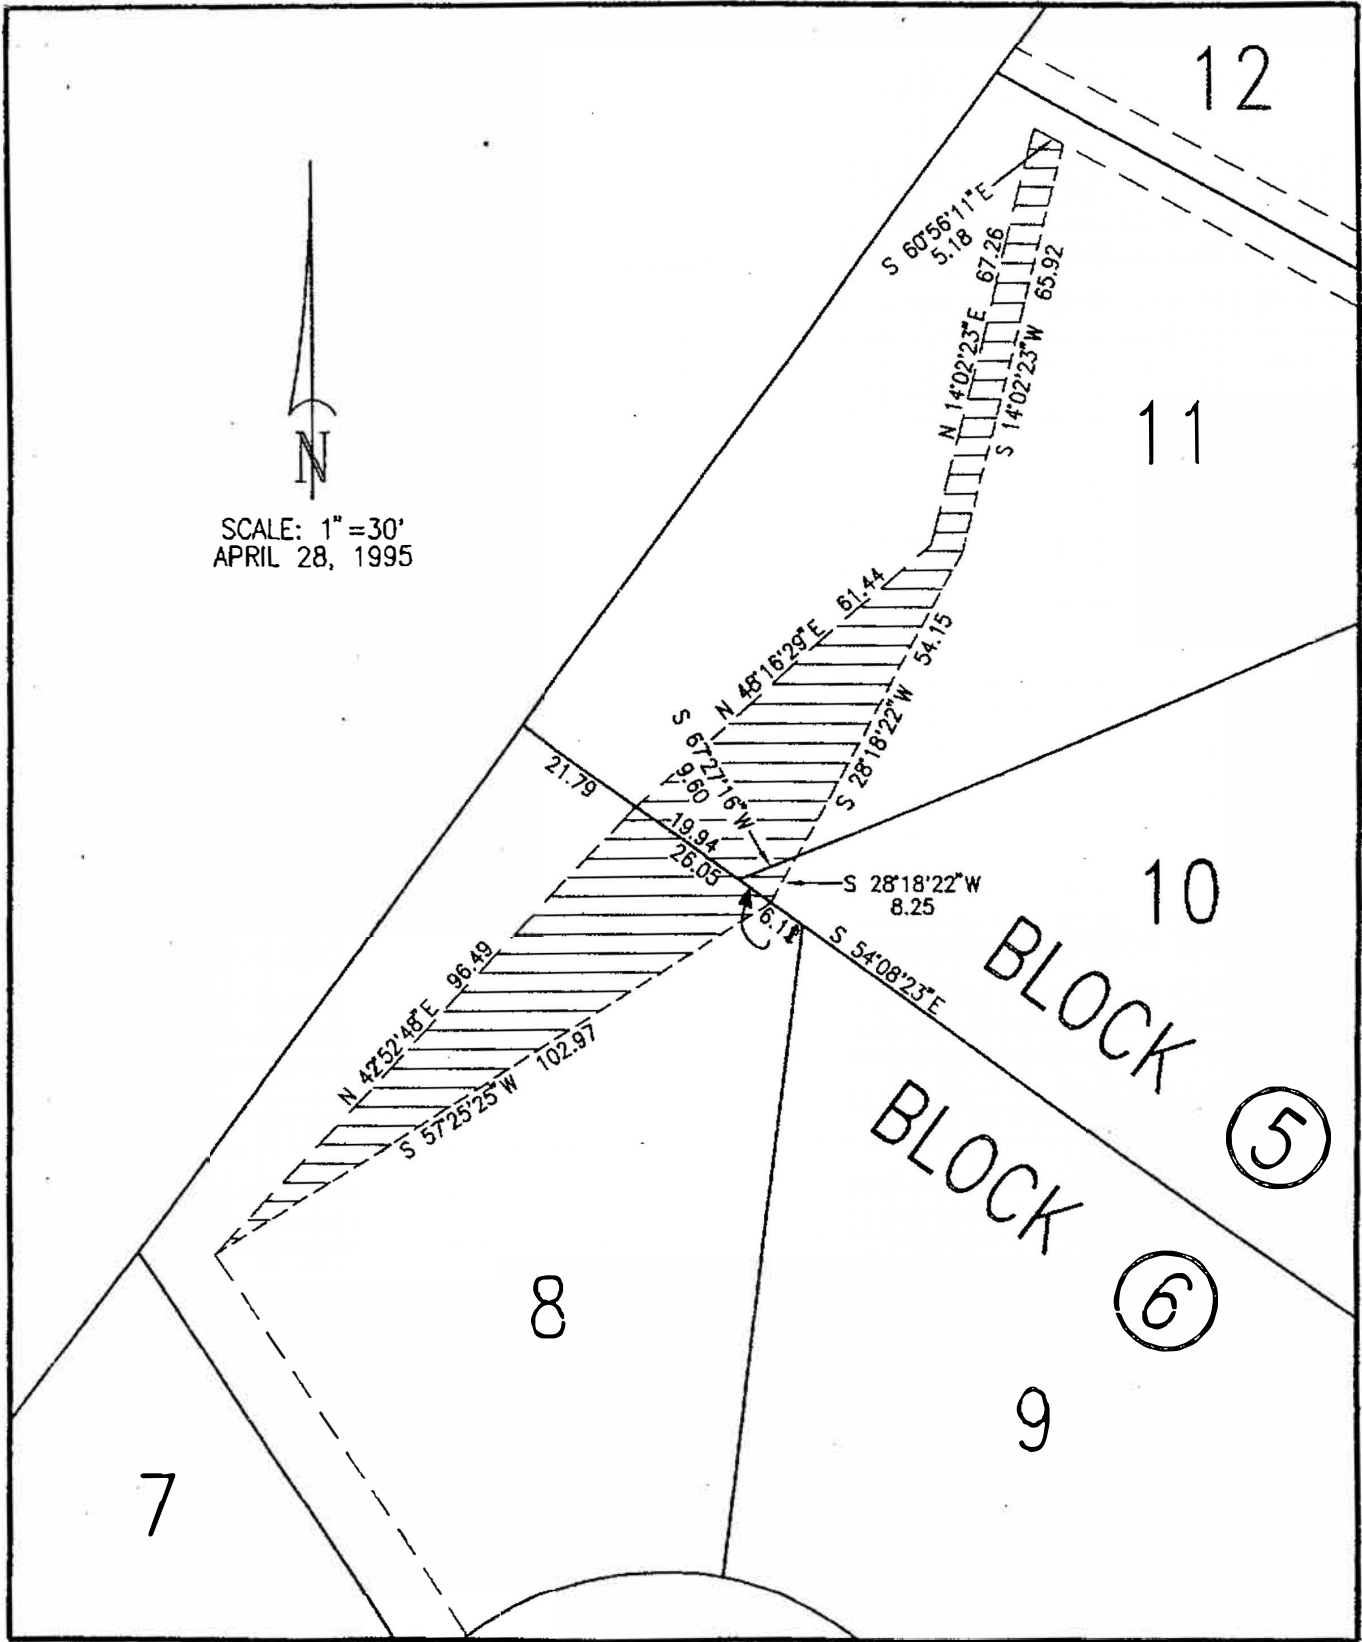 12
S 60°56'11"E
5.18
67.26
65.92
N 14°02'23"E
S 14°02'23"W
11
N
SCALE: 1"=30'
APRIL 28, 1995
61.44
N 48°16'29"E
54.15
S 28°18'22"W
S 67°27'16"W
9.60
21.79
19.94
26.05
S 28°18'22"W
8.25
10
6.11
S 54°08'23"E
BLOCK
5
96.49
N 42°52'48"E
102.97
S 57°25'25"W
BLOCK
6
8
9
7